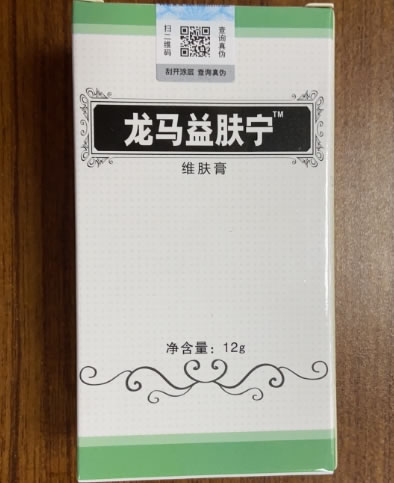 扫二维码
查询真伪
刮开涂层 查询真伪
龙马益肤宁™
维肤膏
净含量：12g